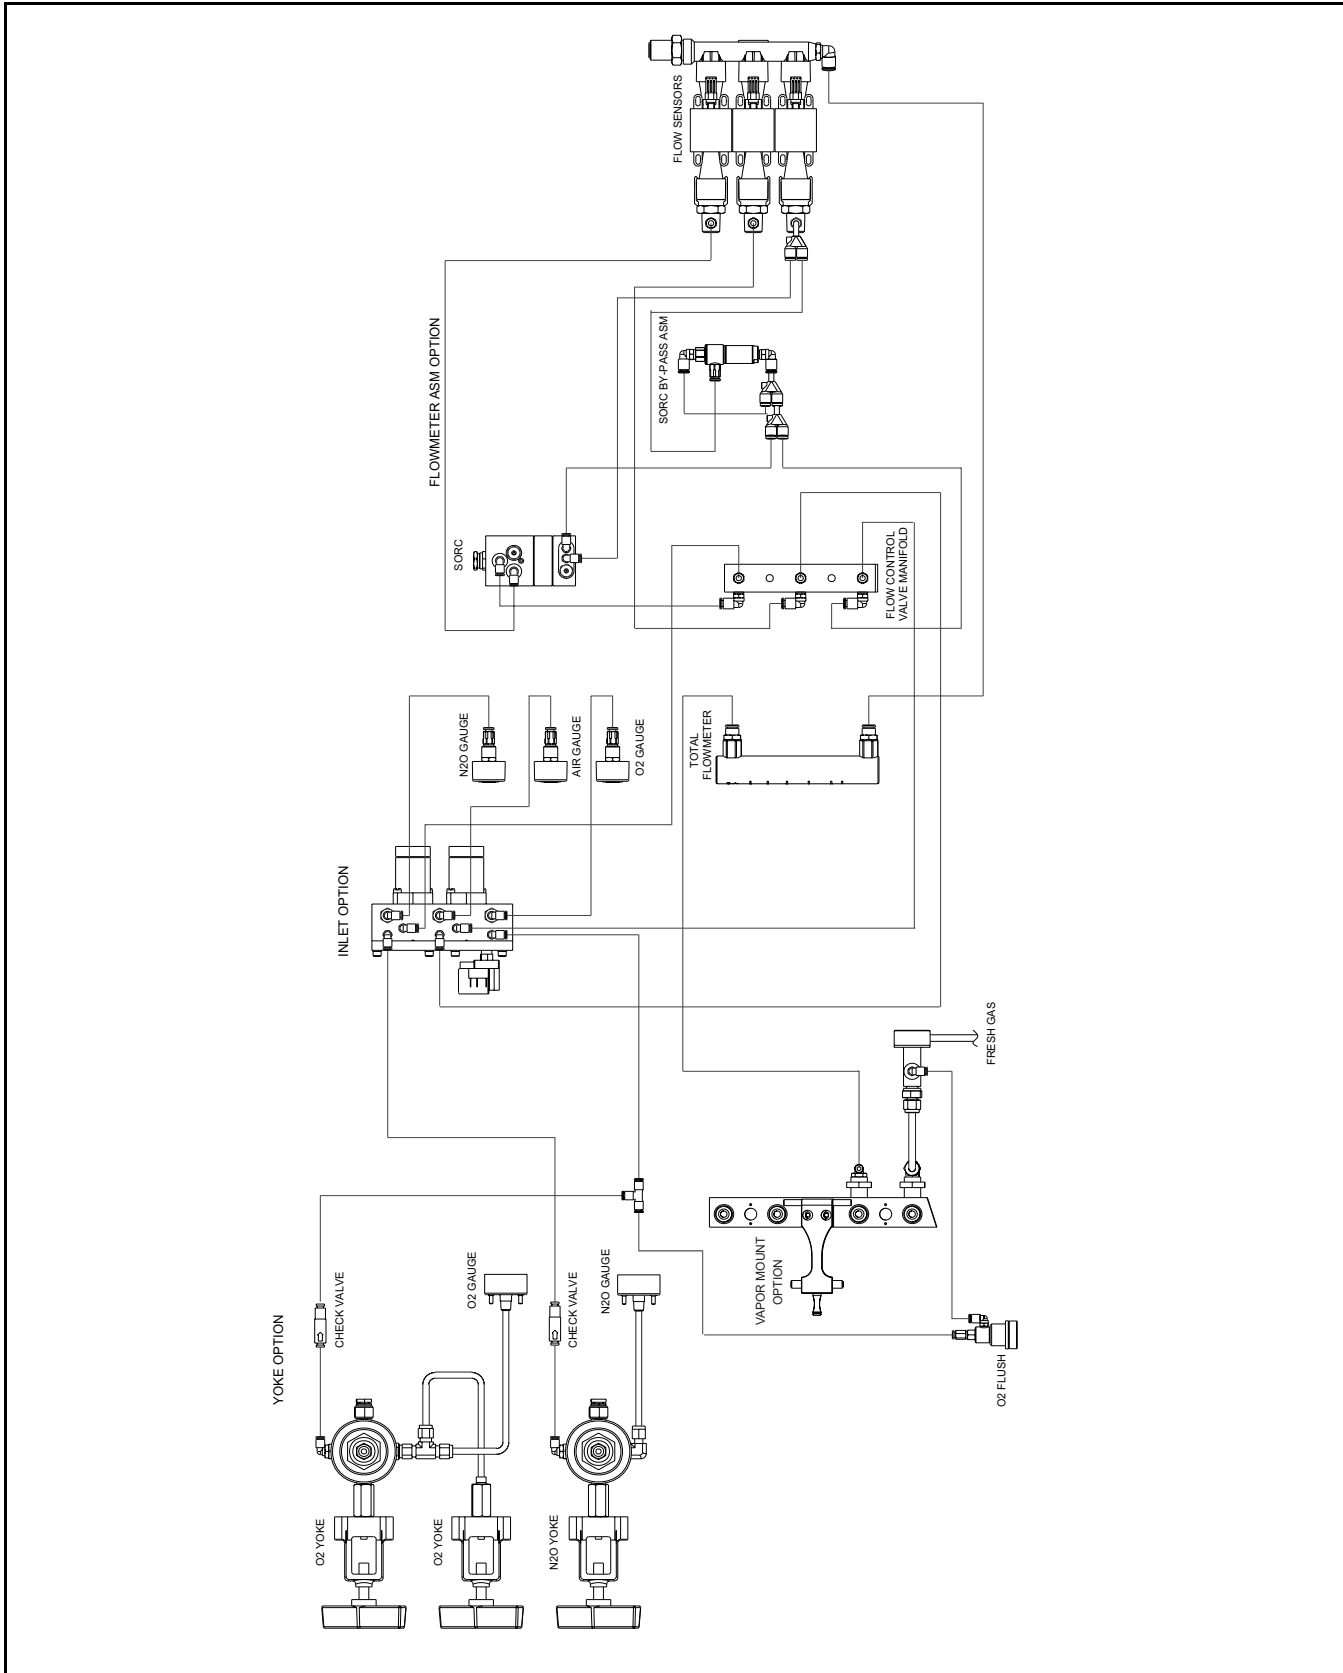 YOKE OPTION
O2 YOKE
O2 YOKE
N2O YOKE
CHECK VALVE
CHECK VALVE
O2 GAUGE
N2O GAUGE
INLET OPTION
N2O GAUGE
AIR GAUGE
O2 GAUGE
FLOWMETER ASM OPTION
SORC
SORC BY-PASS ASM
FLOW SENSORS
FLOW CONTROL
VALVE MANIFOLD
TOTAL
FLOWMETER
VAPOR MOUNT
OPTION
FRESH GAS
O2 FLUSH